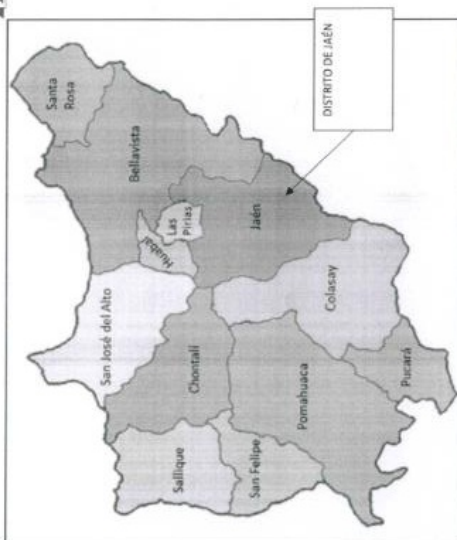 Santa
Rosa
Bellavista
San José del Alto
Huabal
Las
Pirias
Jaén
Chontalí
Colasay
Sallique
San Felipe
Pomahuaca
Pucará
DISTRITO DE JAÉN